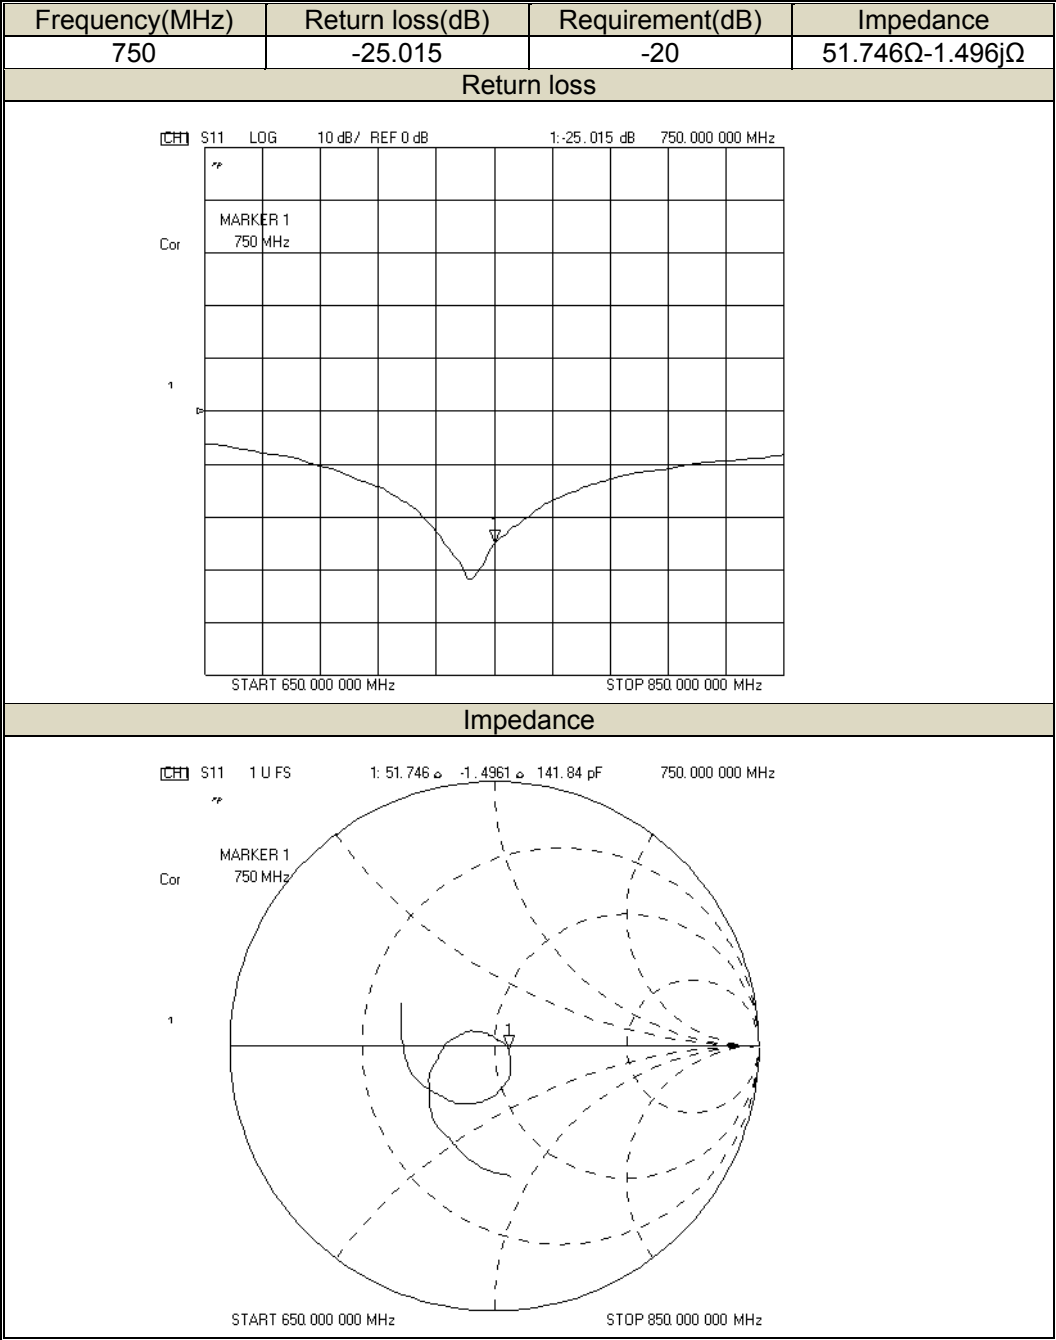 Frequency(MHz) Return loss(dB) Requirement(dB) Impedance
750 -25.015 -20 51.746Ω-1.496jΩ
Return loss
CH1 S11 LOG 10 dB/ REF 0 dB 1:-25.015 dB 750.000 000 MHz
MARKER 1
750 MHz
Cor
1
START 650.000 000 MHz STOP 850.000 000 MHz
Impedance
CH1 S11 1 U FS 1: 51.746 Ω -1.4961 Ω 141.84 pF 750.000 000 MHz
MARKER 1
750 MHz
Cor
1
1
START 650.000 000 MHz STOP 850.000 000 MHz